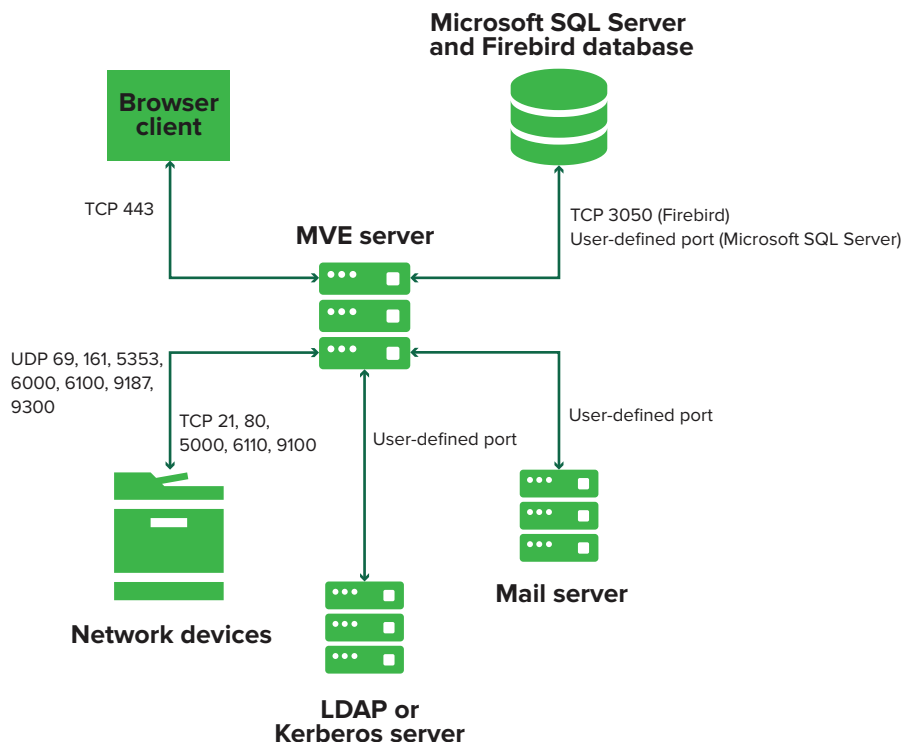 Microsoft SQL Server
and Firebird database
Browser
client
TCP 443
TCP 3050 (Firebird)
User-defined port (Microsoft SQL Server)
MVE server
UDP 69, 161, 5353,
6000, 6100, 9187,
9300
TCP 21, 80,
5000, 6110, 9100
User-defined port
User-defined port
Network devices
Mail server
LDAP or
Kerberos server